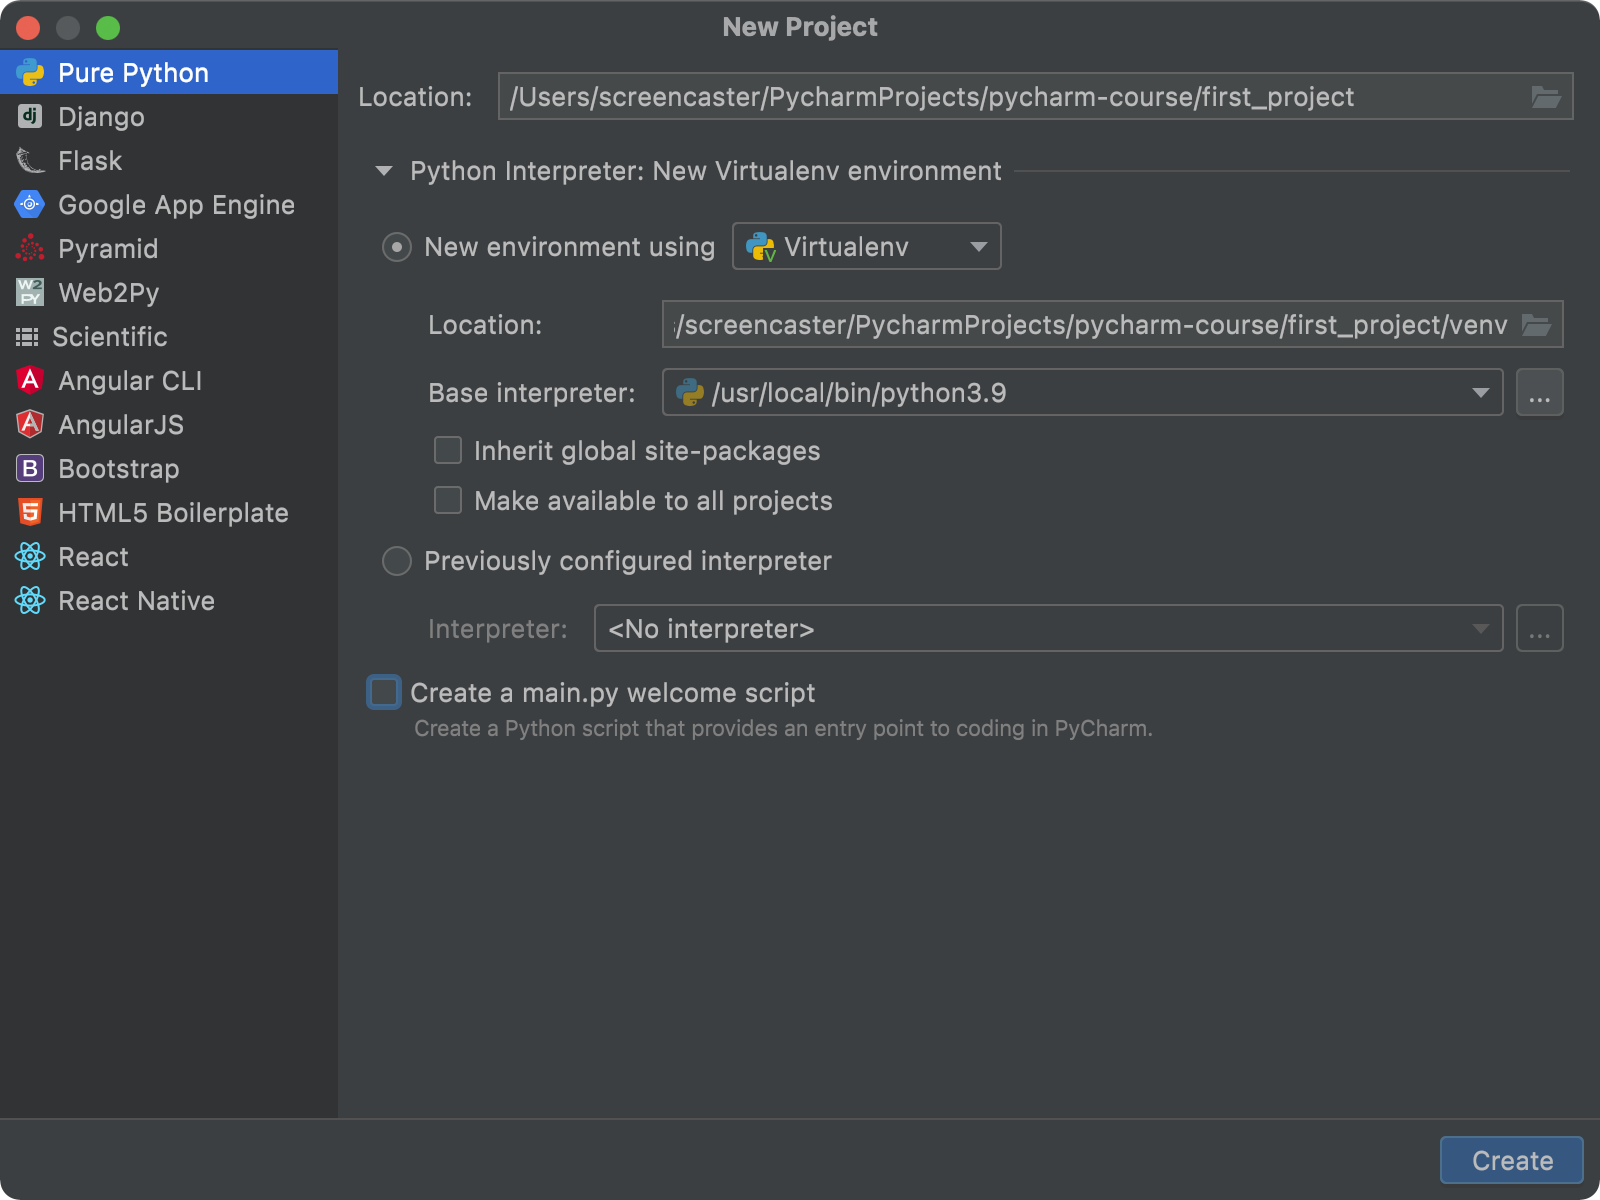 New Project
Pure Python
Django
Flask
Google App Engine
Pyramid
Web2Py
Scientific
Angular CLI
AngularJS
Bootstrap
HTML5 Boilerplate
React
React Native
Location: /Users/screencaster/PycharmProjects/pycharm-course/first_project
Python Interpreter: New Virtualenv environment
New environment using Virtualenv
Location: /screencaster/PycharmProjects/pycharm-course/first_project/venv
Base interpreter: /usr/local/bin/python3.9 ...
Inherit global site-packages
Make available to all projects
Previously configured interpreter
Interpreter: <No interpreter> ...
Create a main.py welcome script
Create a Python script that provides an entry point to coding in PyCharm.
Create